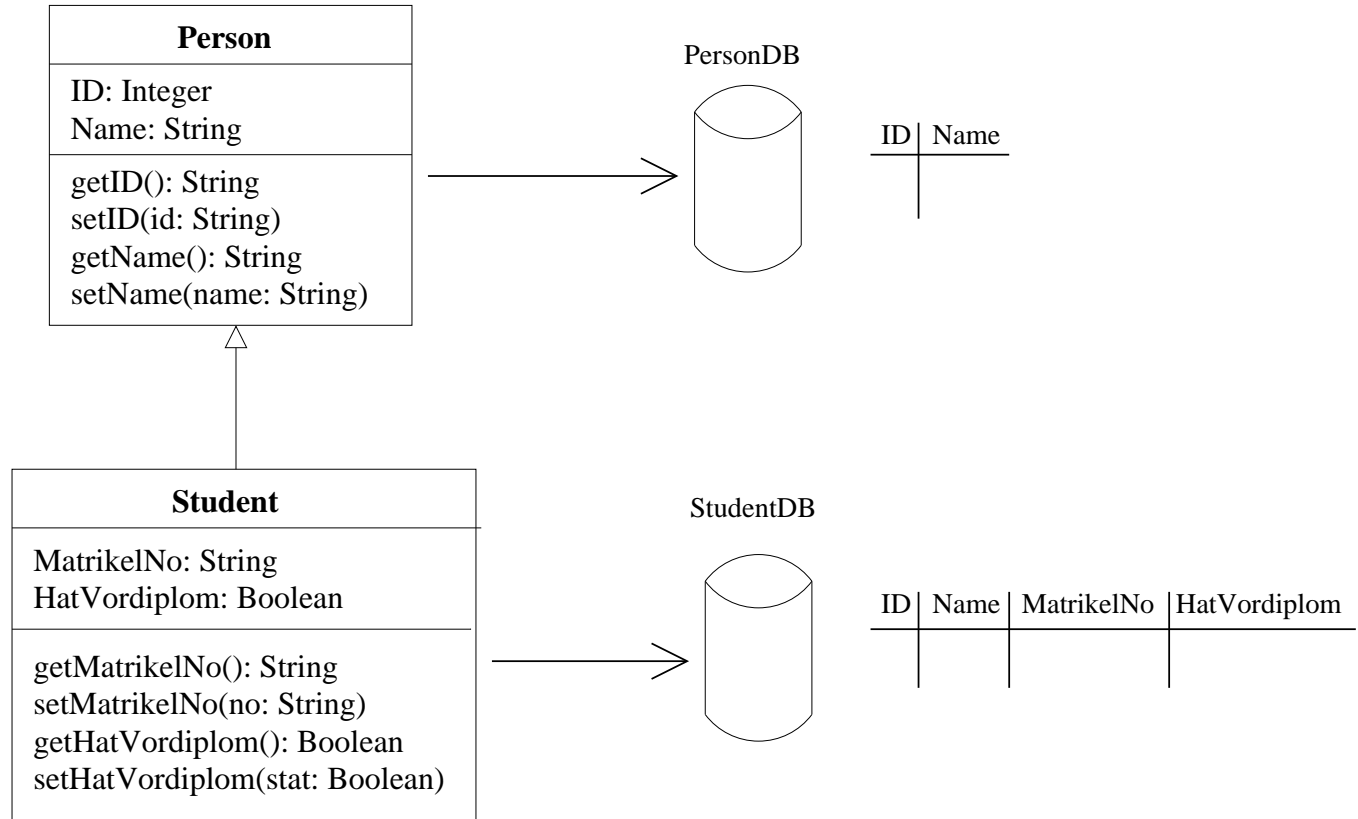 Person
ID: Integer
Name: String
getID(): String
setID(id: String)
getName(): String
setName(name: String)
PersonDB
ID Name
Student
MatrikelNo: String
HatVordiplom: Boolean
getMatrikelNo(): String
setMatrikelNo(no: String)
getHatVordiplom(): Boolean
setHatVordiplom(stat: Boolean)
StudentDB
ID Name MatrikelNo HatVordiplom